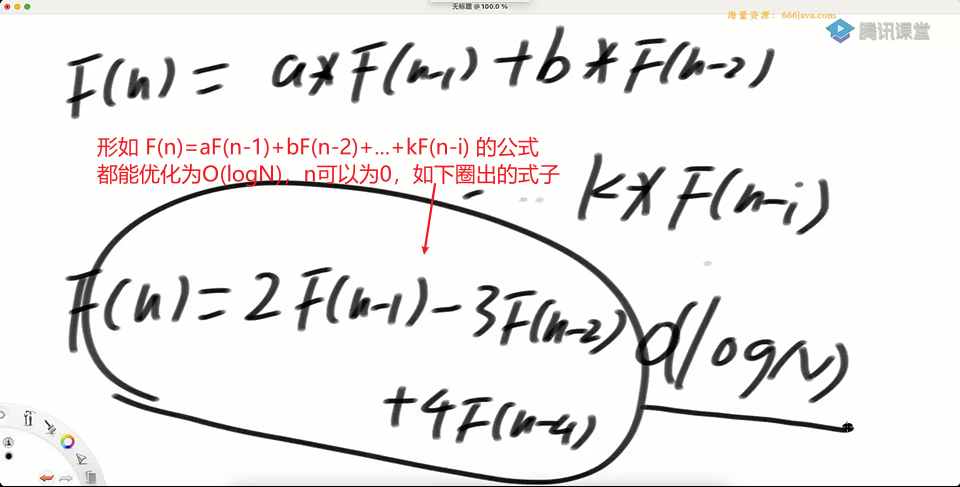 无标题 @ 100.0 %
海量资源：666java.com
腾讯课堂
F(n) = a*F(n-1) + b*F(n-2)
形如 F(n)=aF(n-1)+bF(n-2)+...+kF(n-i) 的公式
都能优化为O(logN)，n可以为0，如下圈出的式子
k*F(n-i)
F(n)=2F(n-1)-3F(n-2)
O(logN)
+4F(n-4)